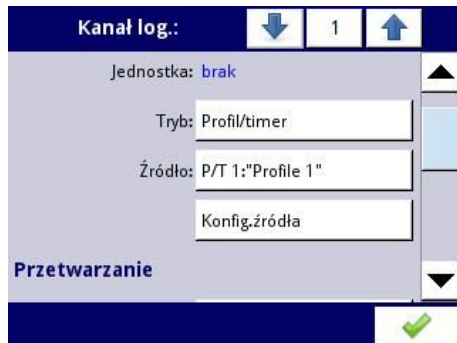 Kanał log.: 1
Jednostka: brak
Tryb: Profil/timer
Źródło: P/T 1:"Profile 1"
Konfig.źródła
Przetwarzanie